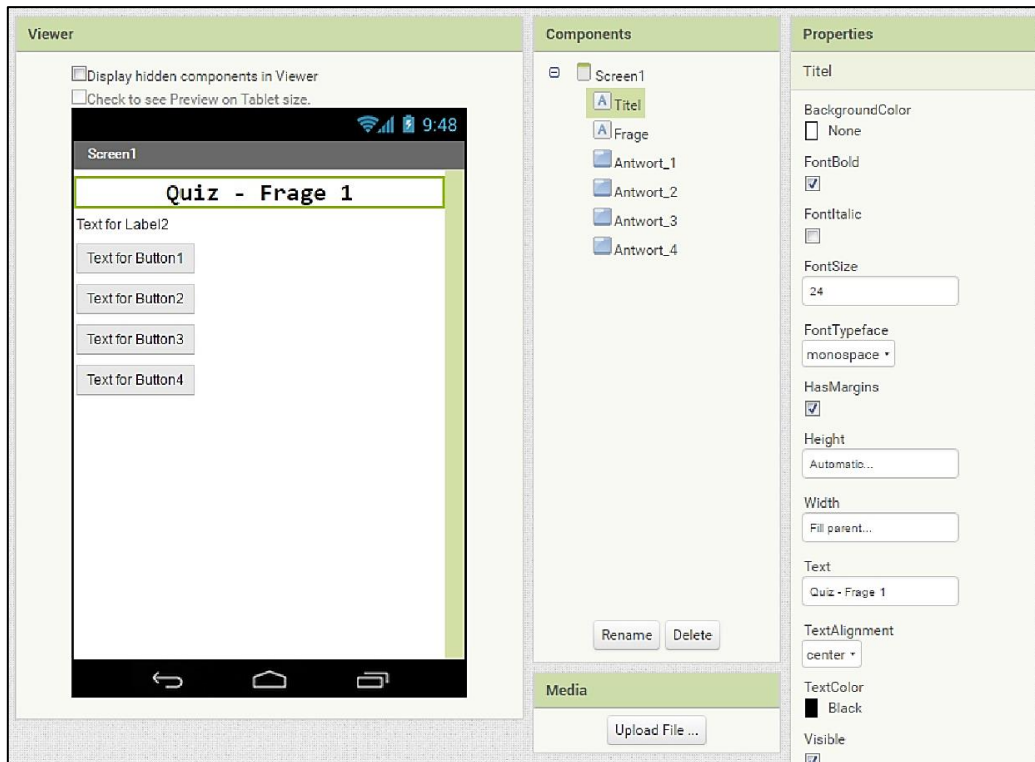 Viewer
Display hidden components in Viewer
Check to see Preview on Tablet size.
9:48
Screen1
Quiz - Frage 1
Text for Label2
Text for Button1
Text for Button2
Text for Button3
Text for Button4
Components
Screen1
A Titel
A Frage
Antwort_1
Antwort_2
Antwort_3
Antwort_4
Rename Delete
Media
Upload File ...
Properties
Titel
BackgroundColor
None
FontBold
FontItalic
FontSize
24
FontTypeface
monospace
HasMargins
Height
Automatic...
Width
Fill parent...
Text
Quiz - Frage 1
TextAlignment
center
TextColor
Black
Visible